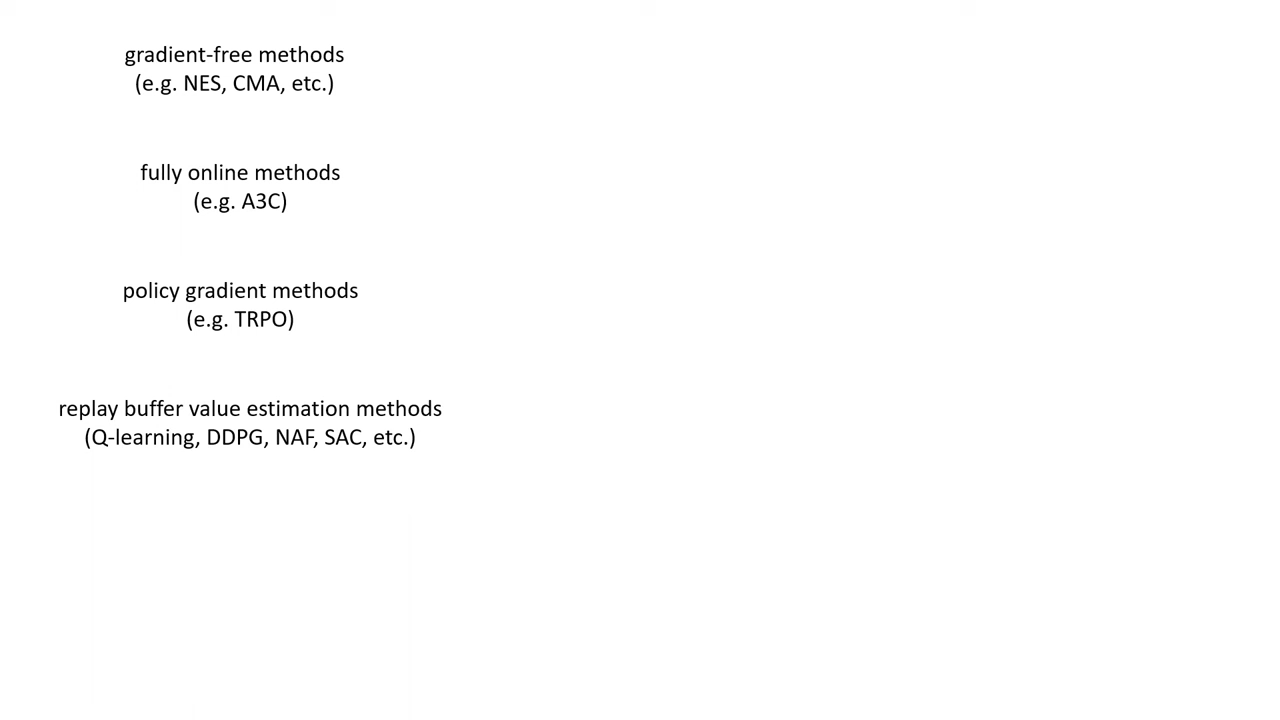 gradient-free methods
(e.g. NES, CMA, etc.)
fully online methods
(e.g. A3C)
policy gradient methods
(e.g. TRPO)
replay buffer value estimation methods
(Q-learning, DDPG, NAF, SAC, etc.)